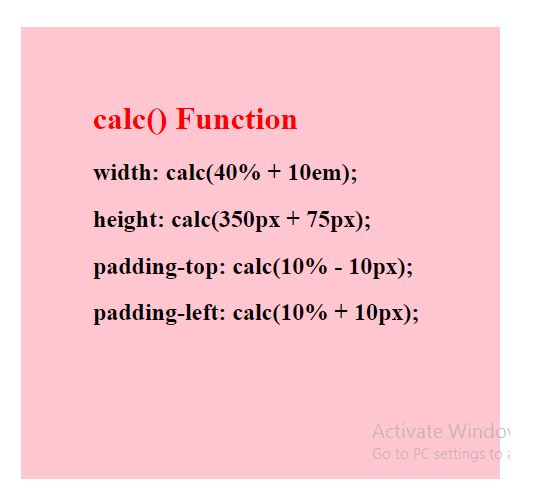 calc() Function
width: calc(40% + 10em);
height: calc(350px + 75px);
padding-top: calc(10% - 10px);
padding-left: calc(10% + 10px);
Activate
Go to PC settings to